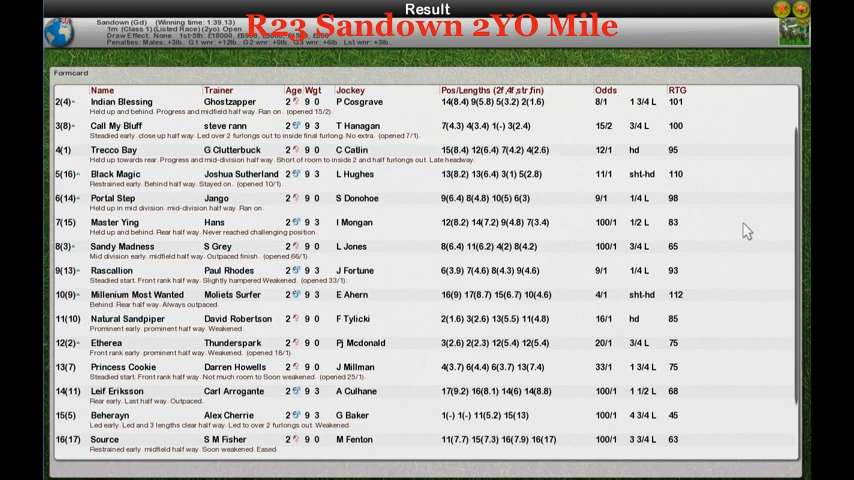 Result
Sandown (Gd) (Winning time: 1:39.13)
R23 Sandown 2YO Mile
1m (Class 1) (Listed Race) (2yo) Open
Draw Effect: None 1st-5th: £18000,
Penalties: Males: +3lb G1 wnr: +12lb, G2 wnr: +9lb, G3 wnr: +6lb, Lst wnr: +3lb
Formcard
Name Trainer Age Wgt Jockey Pos/Lengths (2f,4f,str,fin) Odds RTG
2(4) Indian Blessing Ghostzapper 2 9 0 P Cosgrave 14(8.4) 9(5.8) 5(3.2) 2(1.6) 8/1 1 3/4 L 101
Held up and behind. Progress and midfield half way. Ran on. (opened 15/2)
3(8) Call My Bluff steve rann 2 9 3 T Hanagan 7(4.3) 4(3.4) 1(-) 3(2.4) 15/2 3/4 L 100
Steadied early. close up half way. Led over 2 furlongs out to inside final furlong. No extra. (opened 7/1)
4(1) Trecco Bay G Clutterbuck 2 9 0 C Catlin 15(8.4) 12(6.4) 7(4.2) 4(2.6) 12/1 hd 95
Held up towards rear. Progress and mid-division half way. Short of room to inside 2 and half furlongs out. Late headway.
5(16) Black Magic Joshua Sutherland 2 9 3 L Hughes 13(8.2) 13(6.4) 3(1) 5(2.8) 11/1 sht-hd 110
Restrained early. Behind half way. Stayed on. (opened 10/1)
6(14) Portal Step Jango 2 9 0 S Donohoe 9(6.4) 8(4.8) 10(5) 6(3) 9/1 1/4 L 98
Held up in mid division. mid-division half way. Ran on.
7(15) Master Ying Hans 2 9 3 I Mongan 12(8.2) 14(7.2) 9(4.8) 7(3.4) 100/1 1/2 L 83
Held up and behind. Rear half way. Never reached challenging position.
8(3) Sandy Madness S Grey 2 9 0 L Jones 8(6.4) 11(6.2) 4(2) 8(4.2) 100/1 3/4 L 65
Mid division early. midfield half way. Outpaced finish. (opened 66/1)
9(13) Rascallion Paul Rhodes 2 9 3 J Fortune 6(3.9) 7(4.6) 8(4.3) 9(4.6) 9/1 1/4 L 93
Steadied start. Front rank half way. Slightly hampered Weakened. (opened 33/1)
10(9) Millenium Most Wanted Moliets Surfer 2 9 3 E Ahern 16(9) 17(8.7) 15(6.7) 10(4.6) 4/1 sht-hd 112
Behind. Rear half way. Always outpaced.
11(10) Natural Sandpiper David Robertson 2 9 0 F Tylicki 2(1.6) 3(2.6) 13(5.5) 11(4.8) 16/1 hd 85
Prominent early. prominent half way. Weakened.
12(2) Etherea Thunderspark 2 9 0 Pj Mcdonald 3(2.6) 2(2.3) 12(5.4) 12(5.4) 20/1 3/4 L 75
Front rank early. prominent half way. Weakened. (opened 18/1)
13(7) Princess Cookie Darren Howells 2 9 0 J Millman 4(3.7) 6(4.4) 6(3.7) 13(7.4) 33/1 1 3/4 L 75
Steadied start. Front rank half way. Not much room to Soon weakened. (opened 25/1)
14(11) Leif Eriksson Carl Arrogante 2 9 3 A Culhane 17(9.2) 16(8.1) 14(6) 14(8.8) 100/1 1 1/2 L 68
Rear early. Last half way. Outpaced.
15(5) Beherayn Alex Cherrie 2 9 3 G Baker 1(-) 1(-) 11(5.2) 15(13) 100/1 4 3/4 L 45
Led early. Led and 3 lengths clear half way. Led to over 2 furlongs out. Weakened.
16(17) Source S M Fisher 2 9 0 M Fenton 11(7.7) 15(7.3) 16(7.9) 16(17) 100/1 3 3/4 L 63
Restrained early. midfield half way. Soon weakened. Eased.